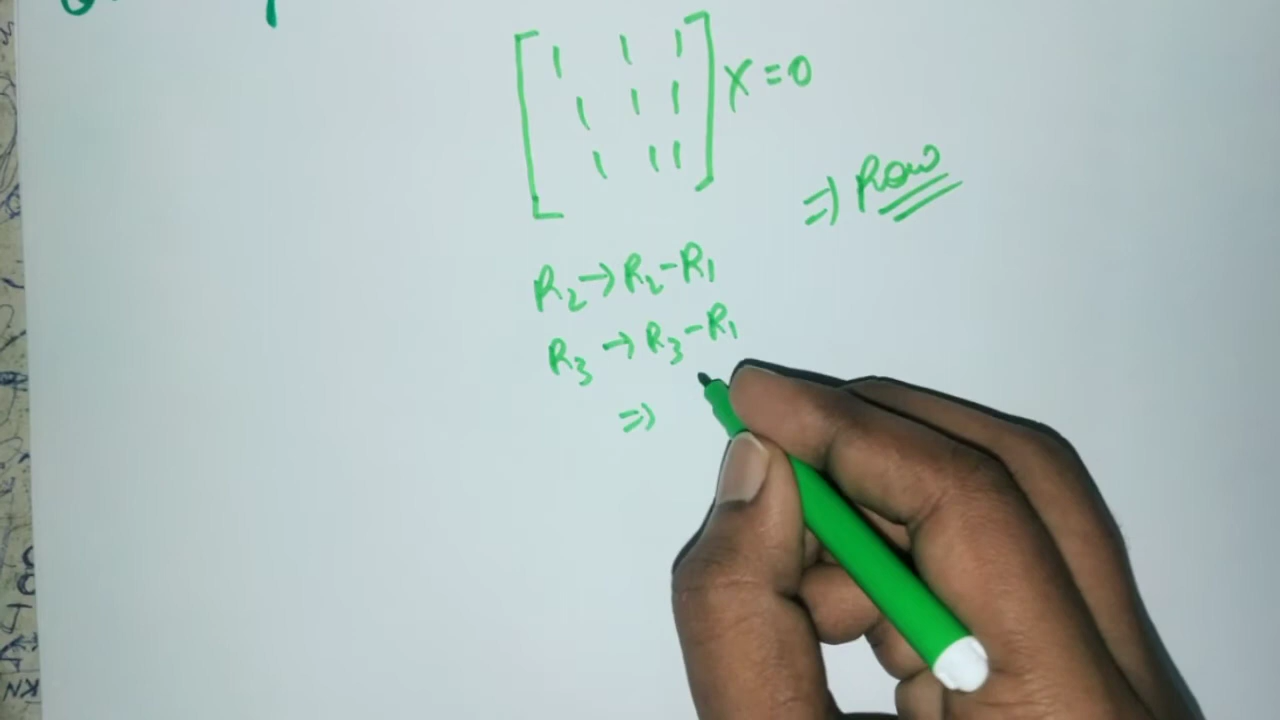 [1 1 1
1 1 1
1 1 1] X = 0
⇒ Row
R2 → R2 - R1
R3 → R3 - R1
⇒